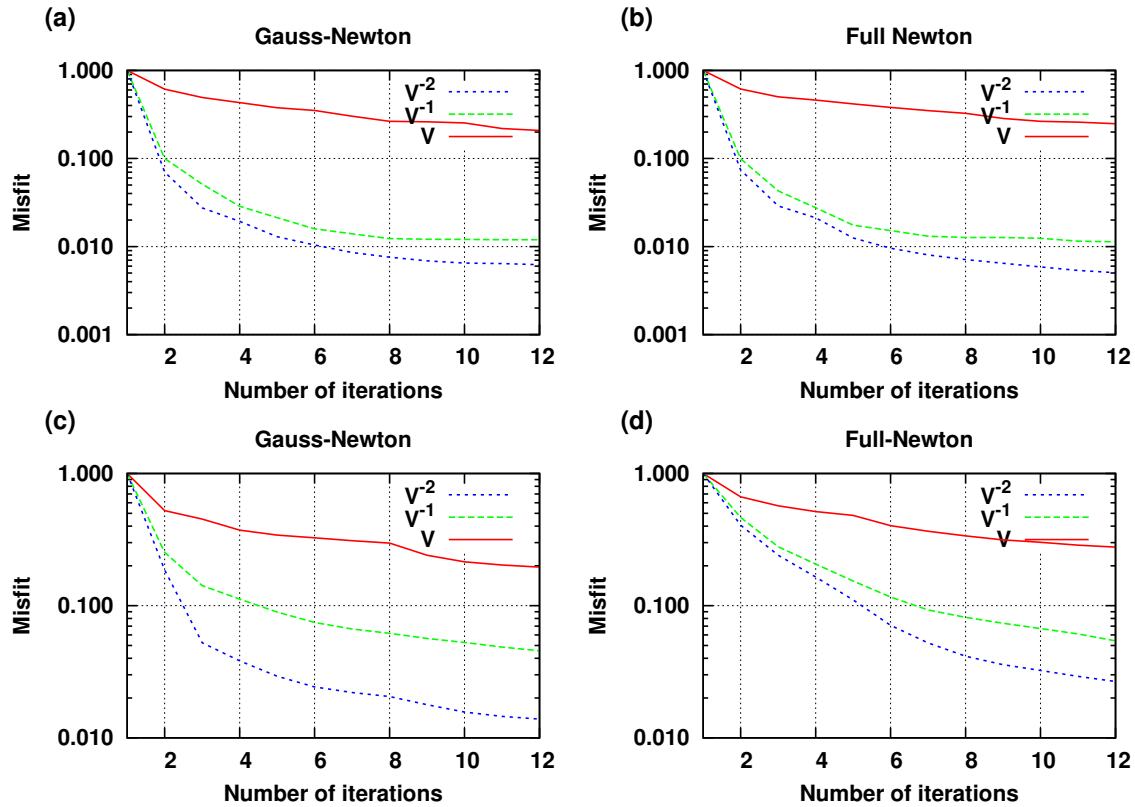 (a)
Gauss-Newton
Misfit
1.000
0.100
0.010
0.001
V⁻²
V⁻¹
V
2 4 6 8 10 12
Number of iterations
(b)
Full Newton
Misfit
1.000
0.100
0.010
0.001
V⁻²
V⁻¹
V
2 4 6 8 10 12
Number of iterations
(c)
Gauss-Newton
Misfit
1.000
0.100
0.010
V⁻²
V⁻¹
V
2 4 6 8 10 12
Number of iterations
(d)
Full-Newton
Misfit
1.000
0.100
0.010
V⁻²
V⁻¹
V
2 4 6 8 10 12
Number of iterations